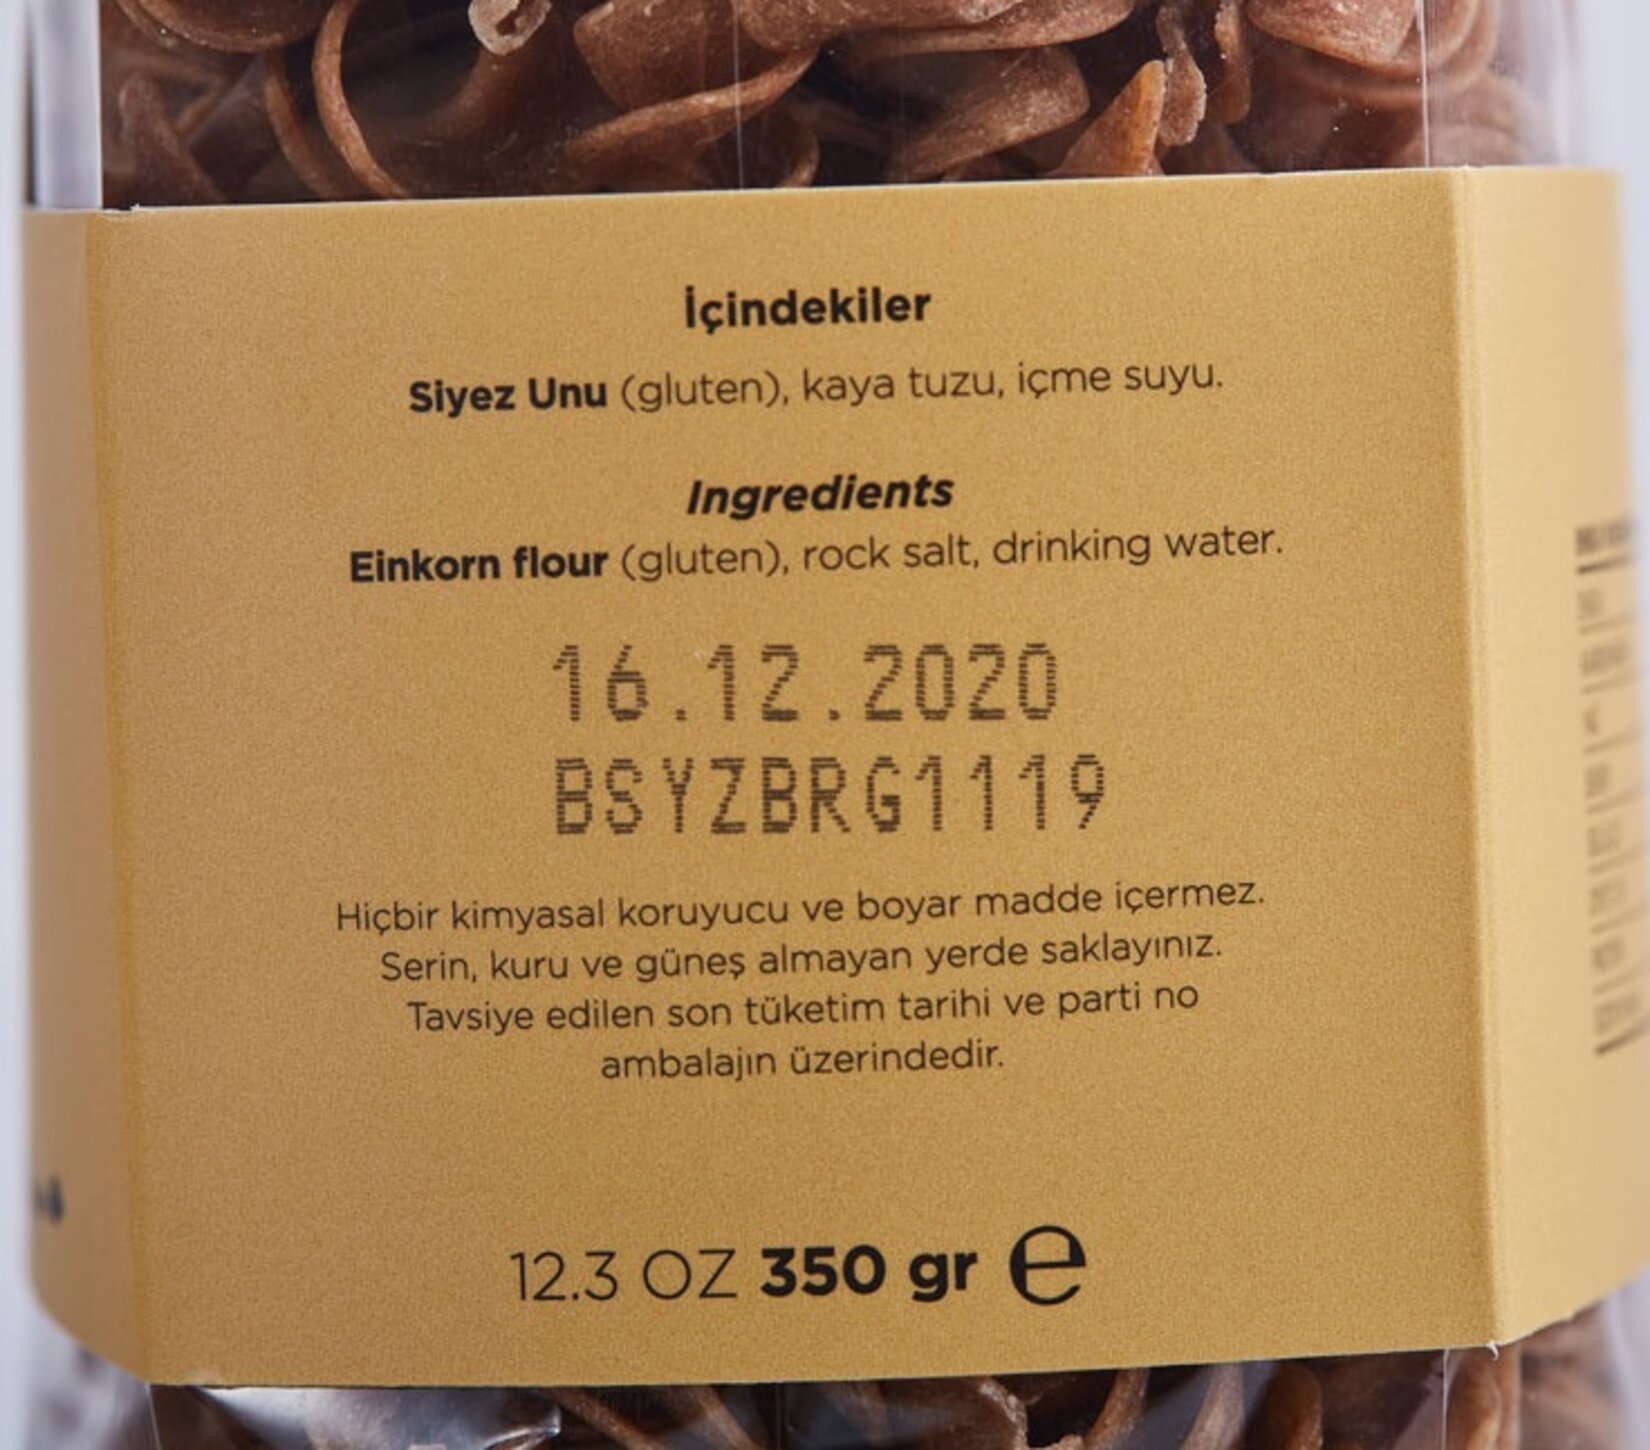 İçindekiler
Siyez Unu (gluten), kaya tuzu, içme suyu.
Ingredients
Einkorn flour (gluten), rock salt, drinking water.
16.12.2020
BSYZBRG1119
Hiçbir kimyasal koruyucu ve boyar madde içermez.
Serin, kuru ve güneş almayan yerde saklayınız.
Tavsiye edilen son tüketim tarihi ve parti no
ambalajın üzerindedir.
12.3 OZ 350 gr ℮